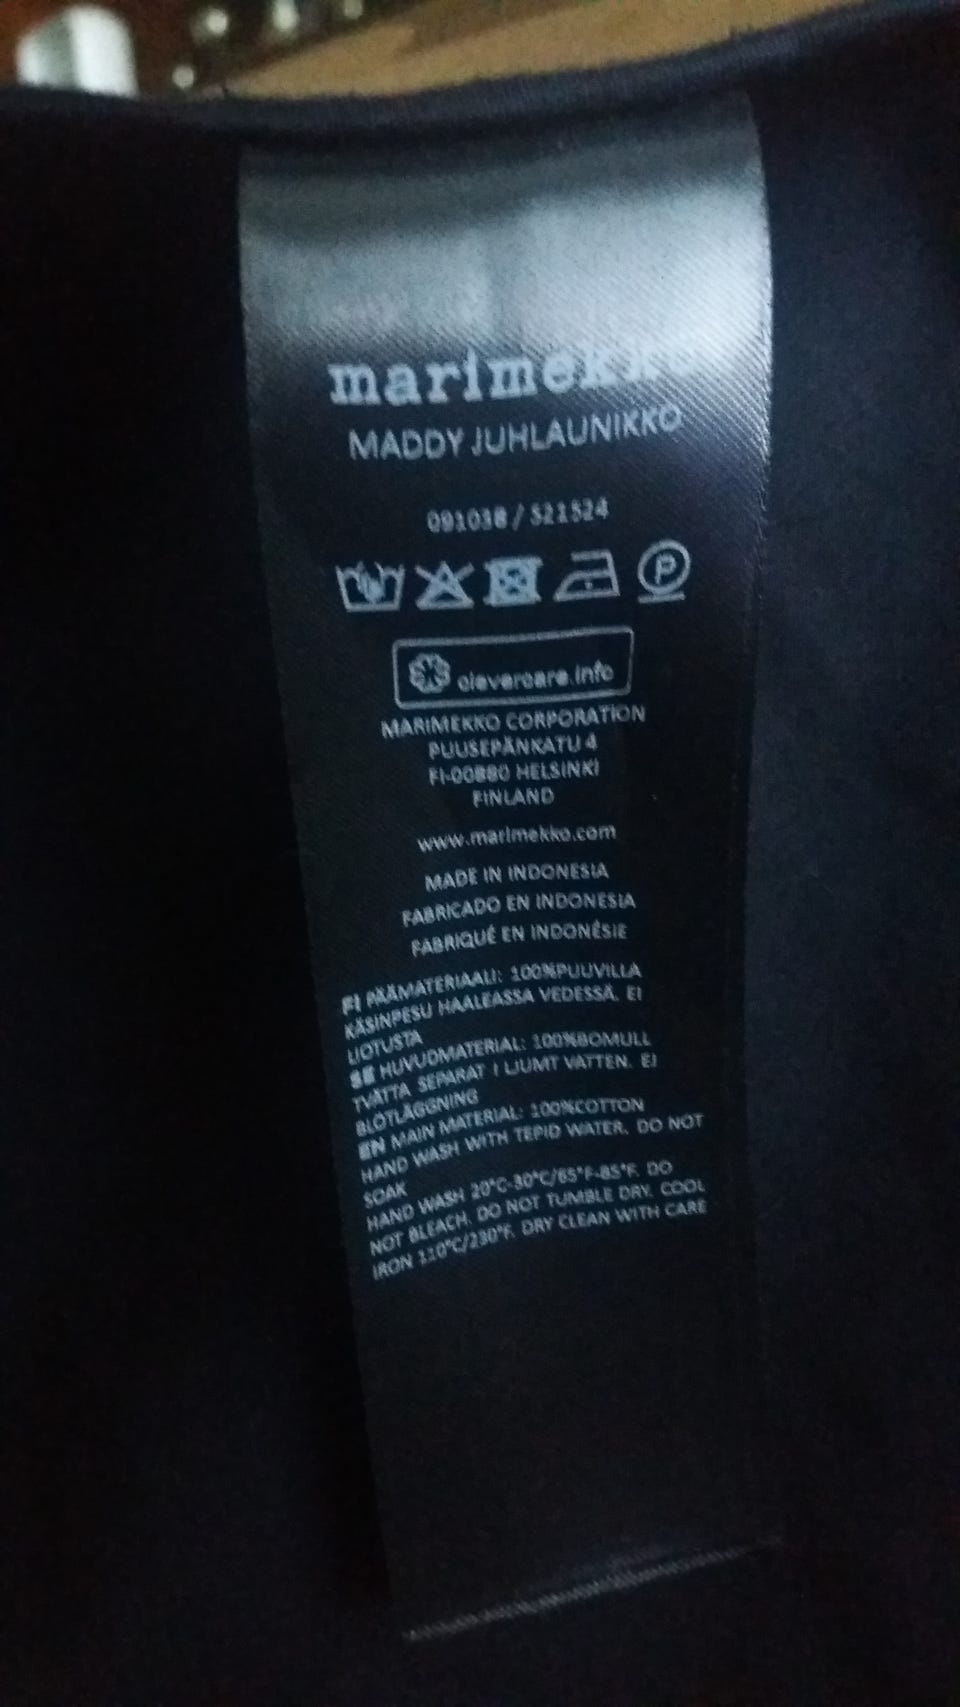 marimekko
MADDY JUHLAUNIKKO
091038 / 521524
P
clevercare.info
MARIMEKKO CORPORATION
PUUSEPÄNKATU 4
FI-00880 HELSINKI
FINLAND
www.marimekko.com
MADE IN INDONESIA
FABRICADO EN INDONESIA
FABRIQUÉ EN INDONÉSIE
FI PÄÄMATERIAALI: 100%PUUVILLA
KÄSINPESU HAALEASSA VEDESSÄ. EI
LIOTUSTA
SE HUVUDMATERIAL: 100%BOMULL
TVÄTTA SEPARAT I LJUMT VATTEN. EJ
BLÖTLÄGGNING
EN MAIN MATERIAL: 100%COTTON
HAND WASH WITH TEPID WATER. DO NOT
SOAK
HAND WASH 20°C-30°C/65°F-85°F. DO
NOT BLEACH. DO NOT TUMBLE DRY. COOL
IRON 110°C/230°F. DRY CLEAN WITH CARE